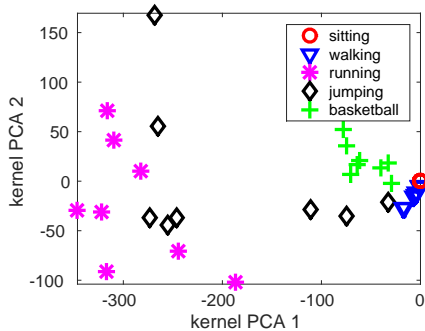 150
100
50
0
-50
-100
kernel PCA 2
-300
-200
-100
0
kernel PCA 1
sitting
walking
running
jumping
basketball